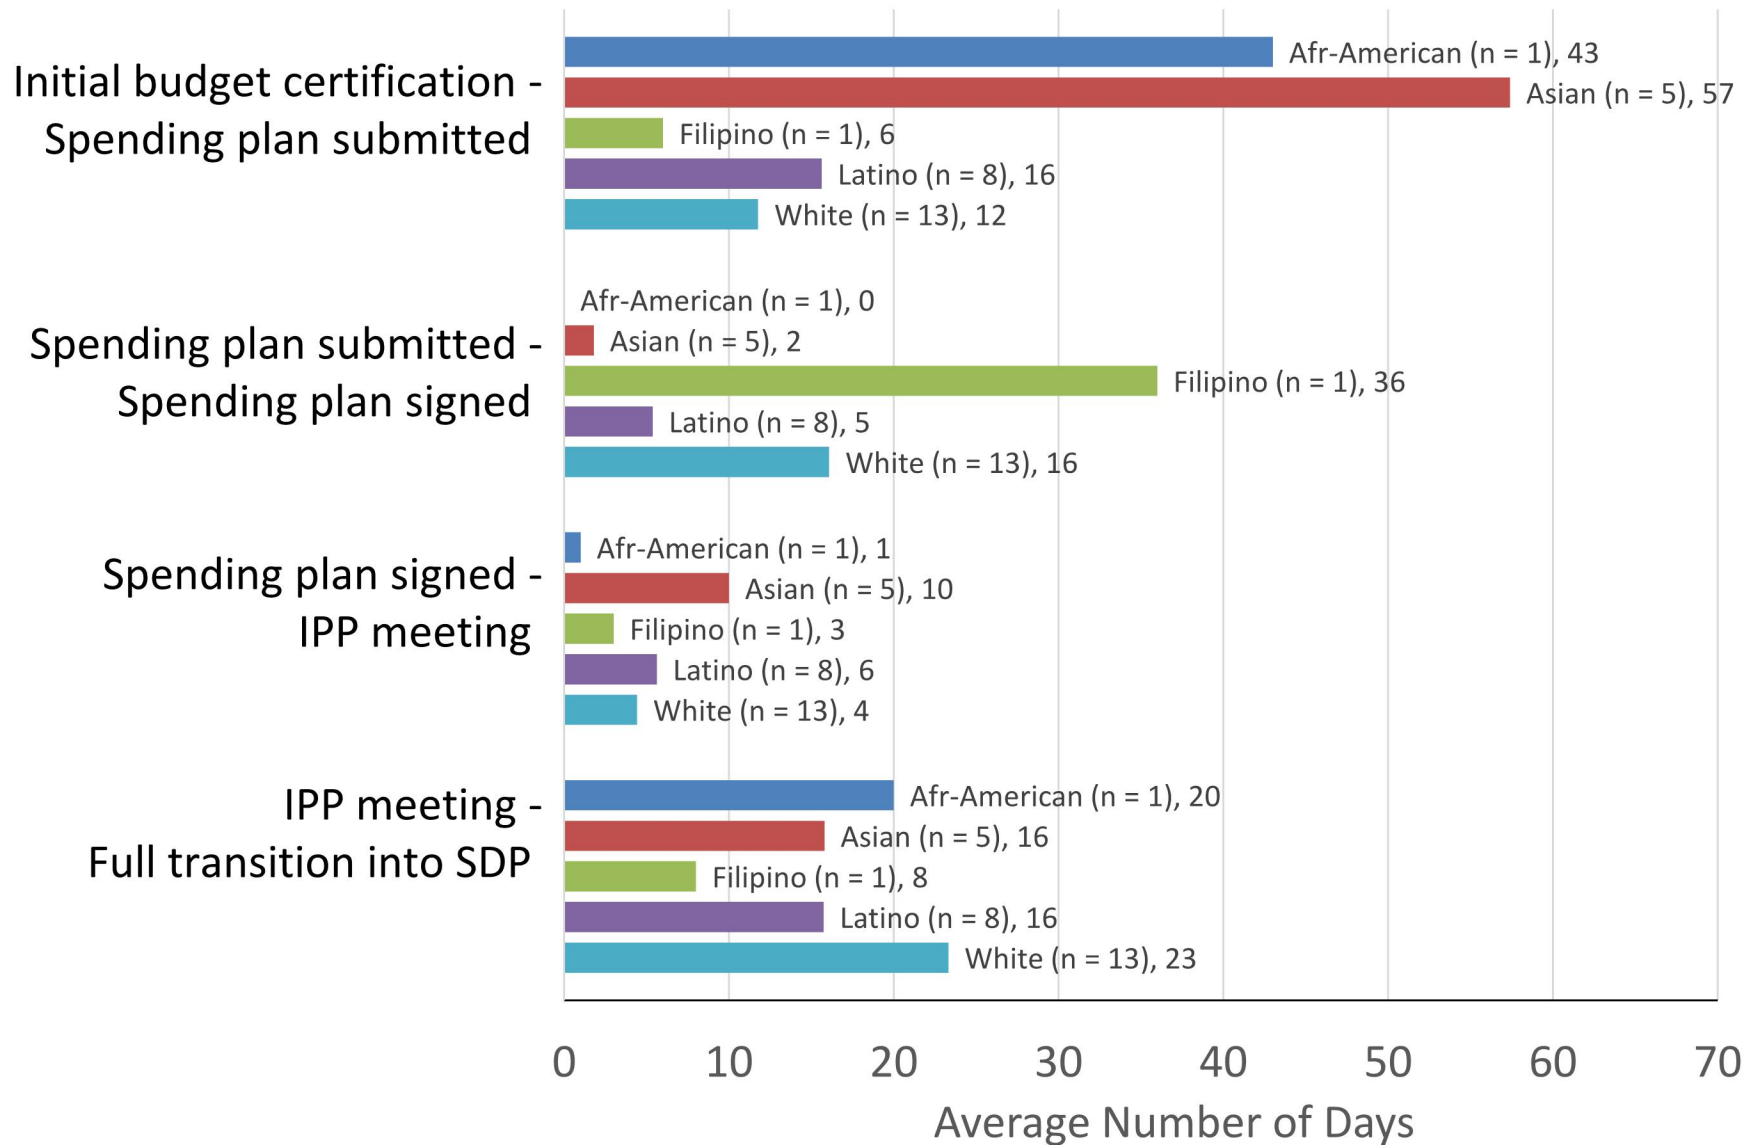 Initial budget certification -
Spending plan submitted
Afr-American (n = 1), 43
Asian (n = 5), 57
Filipino (n = 1), 6
Latino (n = 8), 16
White (n = 13), 12
Spending plan submitted -
Spending plan signed
Afr-American (n = 1), 0
Asian (n = 5), 2
Filipino (n = 1), 36
Latino (n = 8), 5
White (n = 13), 16
Spending plan signed -
IPP meeting
Afr-American (n = 1), 1
Asian (n = 5), 10
Filipino (n = 1), 3
Latino (n = 8), 6
White (n = 13), 4
IPP meeting -
Full transition into SDP
Afr-American (n = 1), 20
Asian (n = 5), 16
Filipino (n = 1), 8
Latino (n = 8), 16
White (n = 13), 23
0 10 20 30 40 50 60 70
Average Number of Days